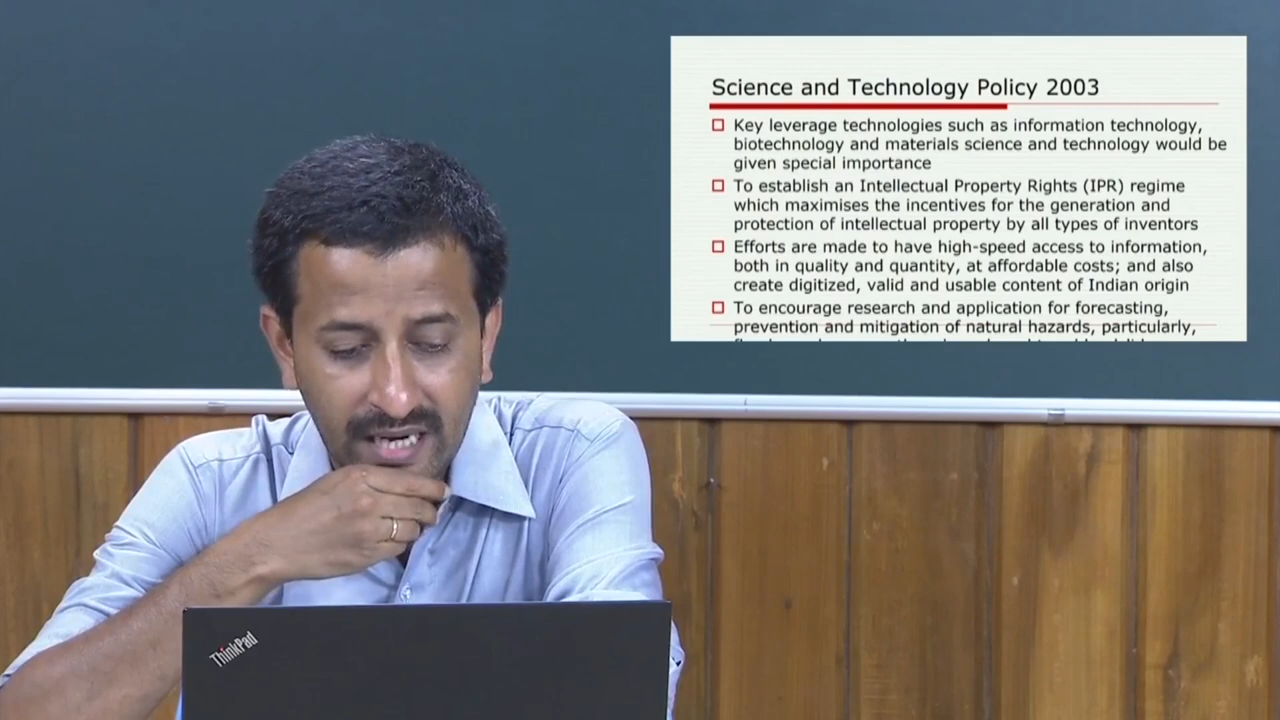 Science and Technology Policy 2003
Key leverage technologies such as information technology,
biotechnology and materials science and technology would be
given special importance
To establish an Intellectual Property Rights (IPR) regime
which maximises the incentives for the generation and
protection of intellectual property by all types of inventors
Efforts are made to have high-speed access to information,
both in quality and quantity, at affordable costs; and also
create digitized, valid and usable content of Indian origin
To encourage research and application for forecasting,
prevention and mitigation of natural hazards, particularly,
ThinkPad